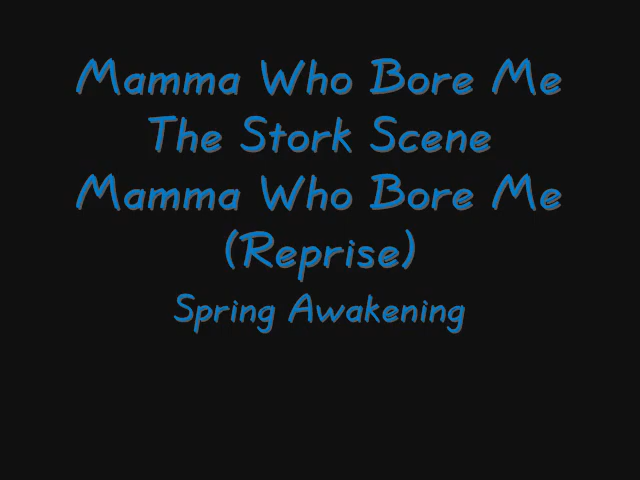 Mamma Who Bore Me
The Stork Scene
Mamma Who Bore Me
(Reprise)
Spring Awakening